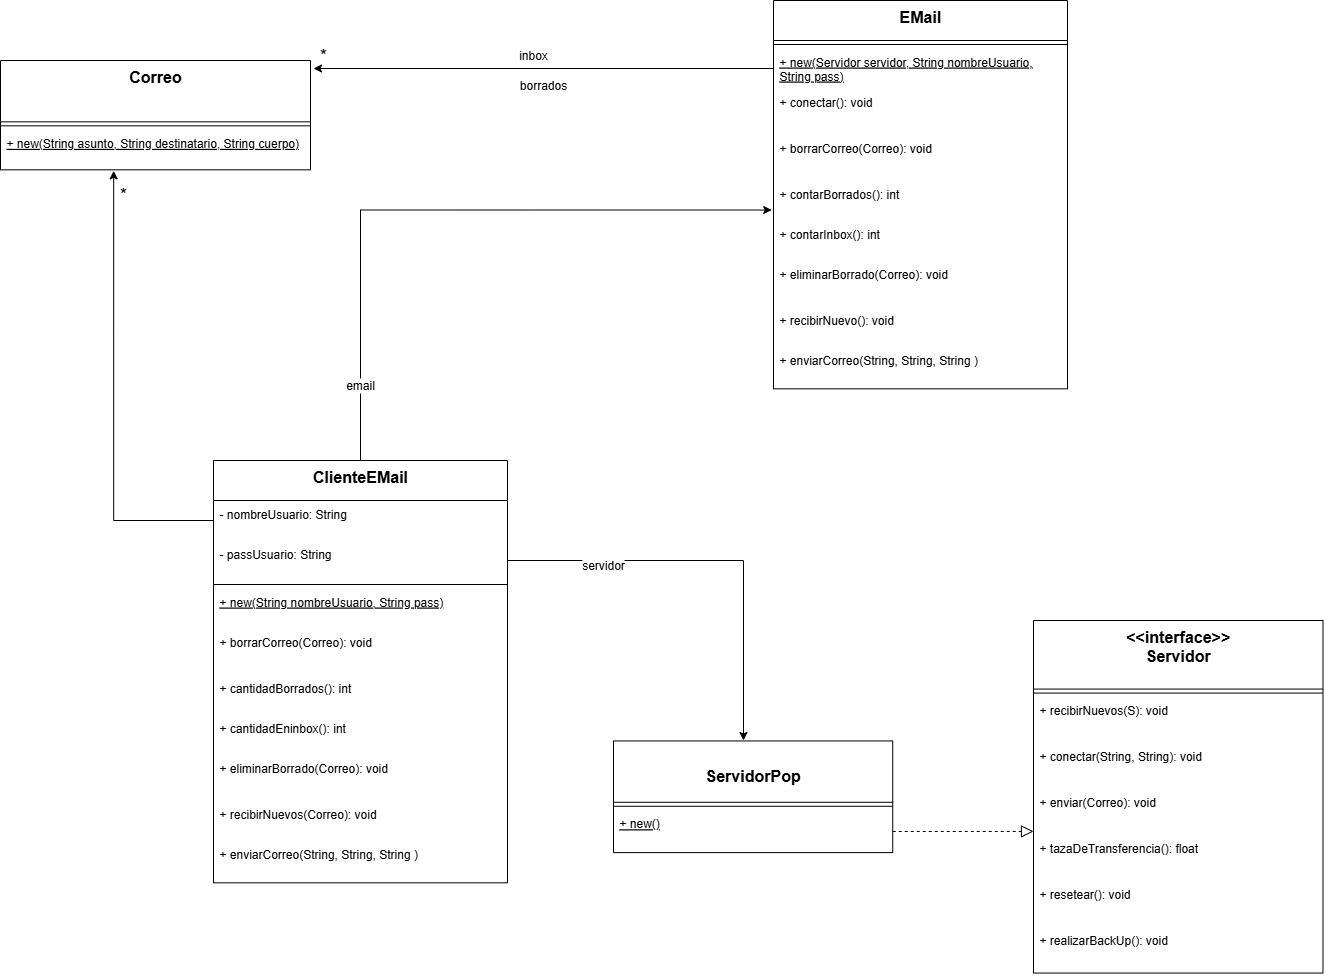 EMail
+ new(Servidor servidor, String nombreUsuario,
String pass)
+ conectar(): void
+ borrarCorreo(Correo): void
+ contarBorrados(): int
+ contarInbox(): int
+ eliminarBorrado(Correo): void
+ recibirNuevo(): void
+ enviarCorreo(String, String, String )
*
inbox
borrados
Correo
+ new(String asunto, String destinatario, String cuerpo)
*
email
ClienteEMail
- nombreUsuario: String
- passUsuario: String
+ new(String nombreUsuario, String pass)
+ borrarCorreo(Correo): void
+ cantidadBorrados(): int
+ cantidadEninbox(): int
+ eliminarBorrado(Correo): void
+ recibirNuevos(Correo): void
+ enviarCorreo(String, String, String )
servidor
ServidorPop
+ new()
<<interface>>
Servidor
+ recibirNuevos(S): void
+ conectar(String, String): void
+ enviar(Correo): void
+ tazaDeTransferencia(): float
+ resetear(): void
+ realizarBackUp(): void